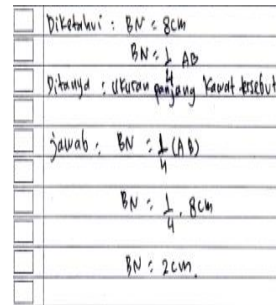 Diketahui : BN = 8cm
BN = 1/4 AB
Ditanya : Ukuran panjang kawat tersebut
jawab : BN = 1/4 (AB)
BN = 1/4 . 8cm
BN = 2cm.